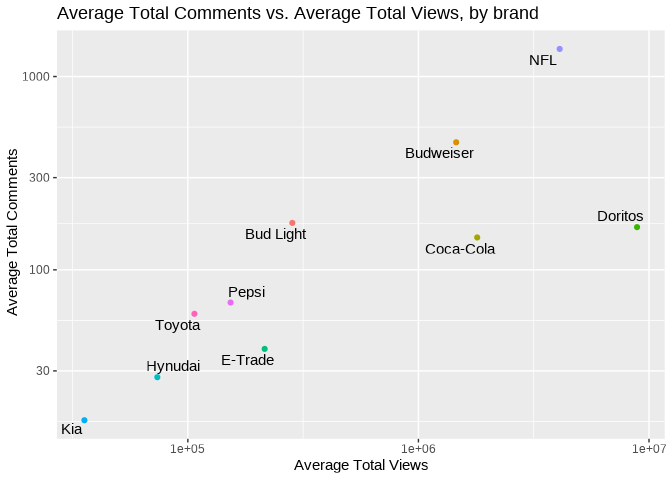 Average Total Comments vs. Average Total Views, by brand
Average Total Comments
1000
300
100
30
NFL
Budweiser
Doritos
Bud Light
Coca-Cola
Pepsi
Toyota
E-Trade
Hynudai
Kia
1e+05
1e+06
1e+07
Average Total Views